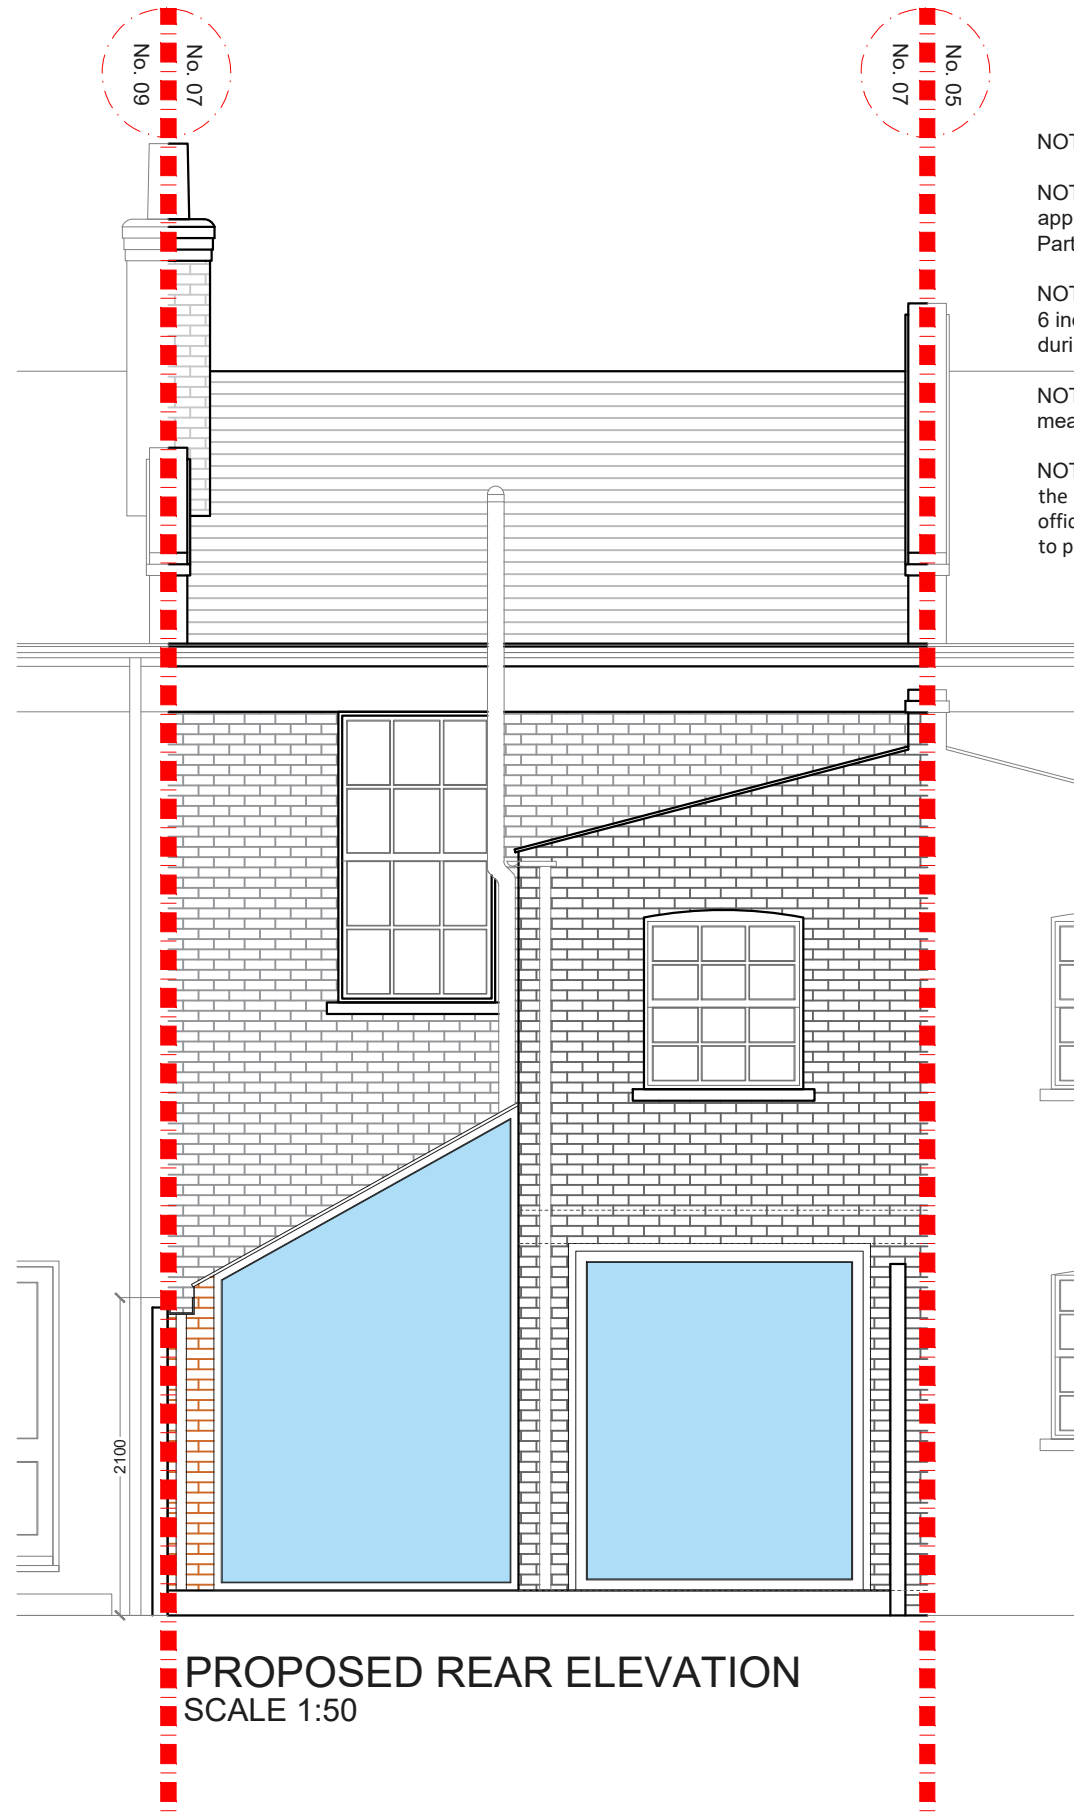 No. 09
No. 07
No. 07
No. 05
NOT
NOT
app
Part
NOT
6 inc
duri
NOT
mea
NOT
the
offic
to p
2100
PROPOSED REAR ELEVATION
SCALE 1:50